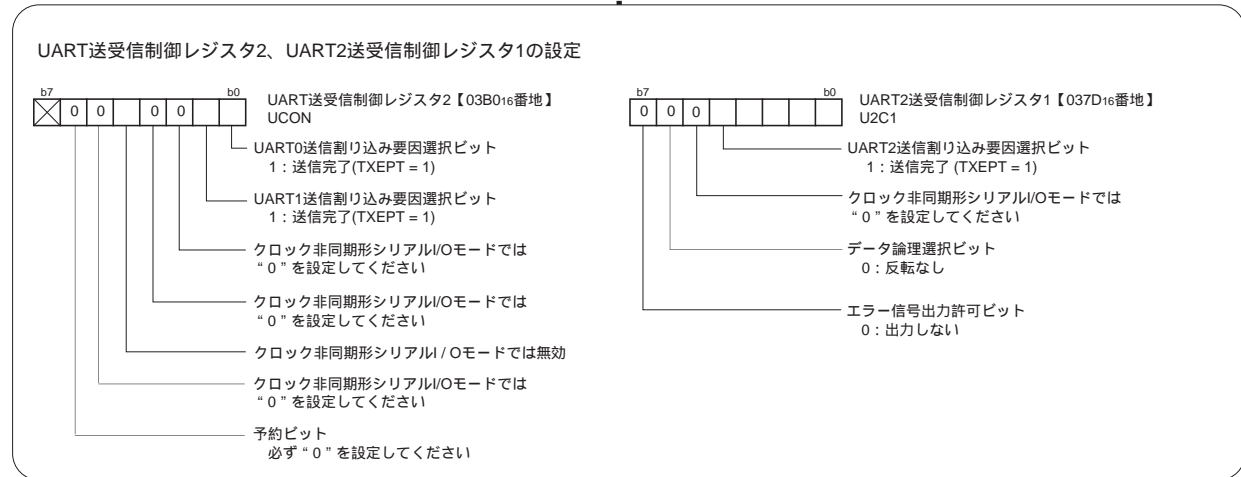 UART送受信制御レジスタ2、UART2送受信制御レジスタ1の設定
b7 b0
0 0 0 0
UART送受信制御レジスタ2【03B016番地】
UCON
UART0送信割り込み要因選択ビット
1：送信完了(TXEPT = 1)
UART1送信割り込み要因選択ビット
1：送信完了(TXEPT = 1)
クロック非同期形シリアルI/Oモードでは
“0”を設定してください
クロック非同期形シリアルI/Oモードでは
“0”を設定してください
クロック非同期形シリアルI / Oモードでは無効
クロック非同期形シリアルI/Oモードでは
“0”を設定してください
予約ビット
必ず“0”を設定してください
b7 b0
0 0 0
UART2送受信制御レジスタ1【037D16番地】
U2C1
UART2送信割り込み要因選択ビット
1：送信完了 (TXEPT = 1)
クロック非同期形シリアルI/Oモードでは
“0”を設定してください
データ論理選択ビット
0：反転なし
エラー信号出力許可ビット
0：出力しない